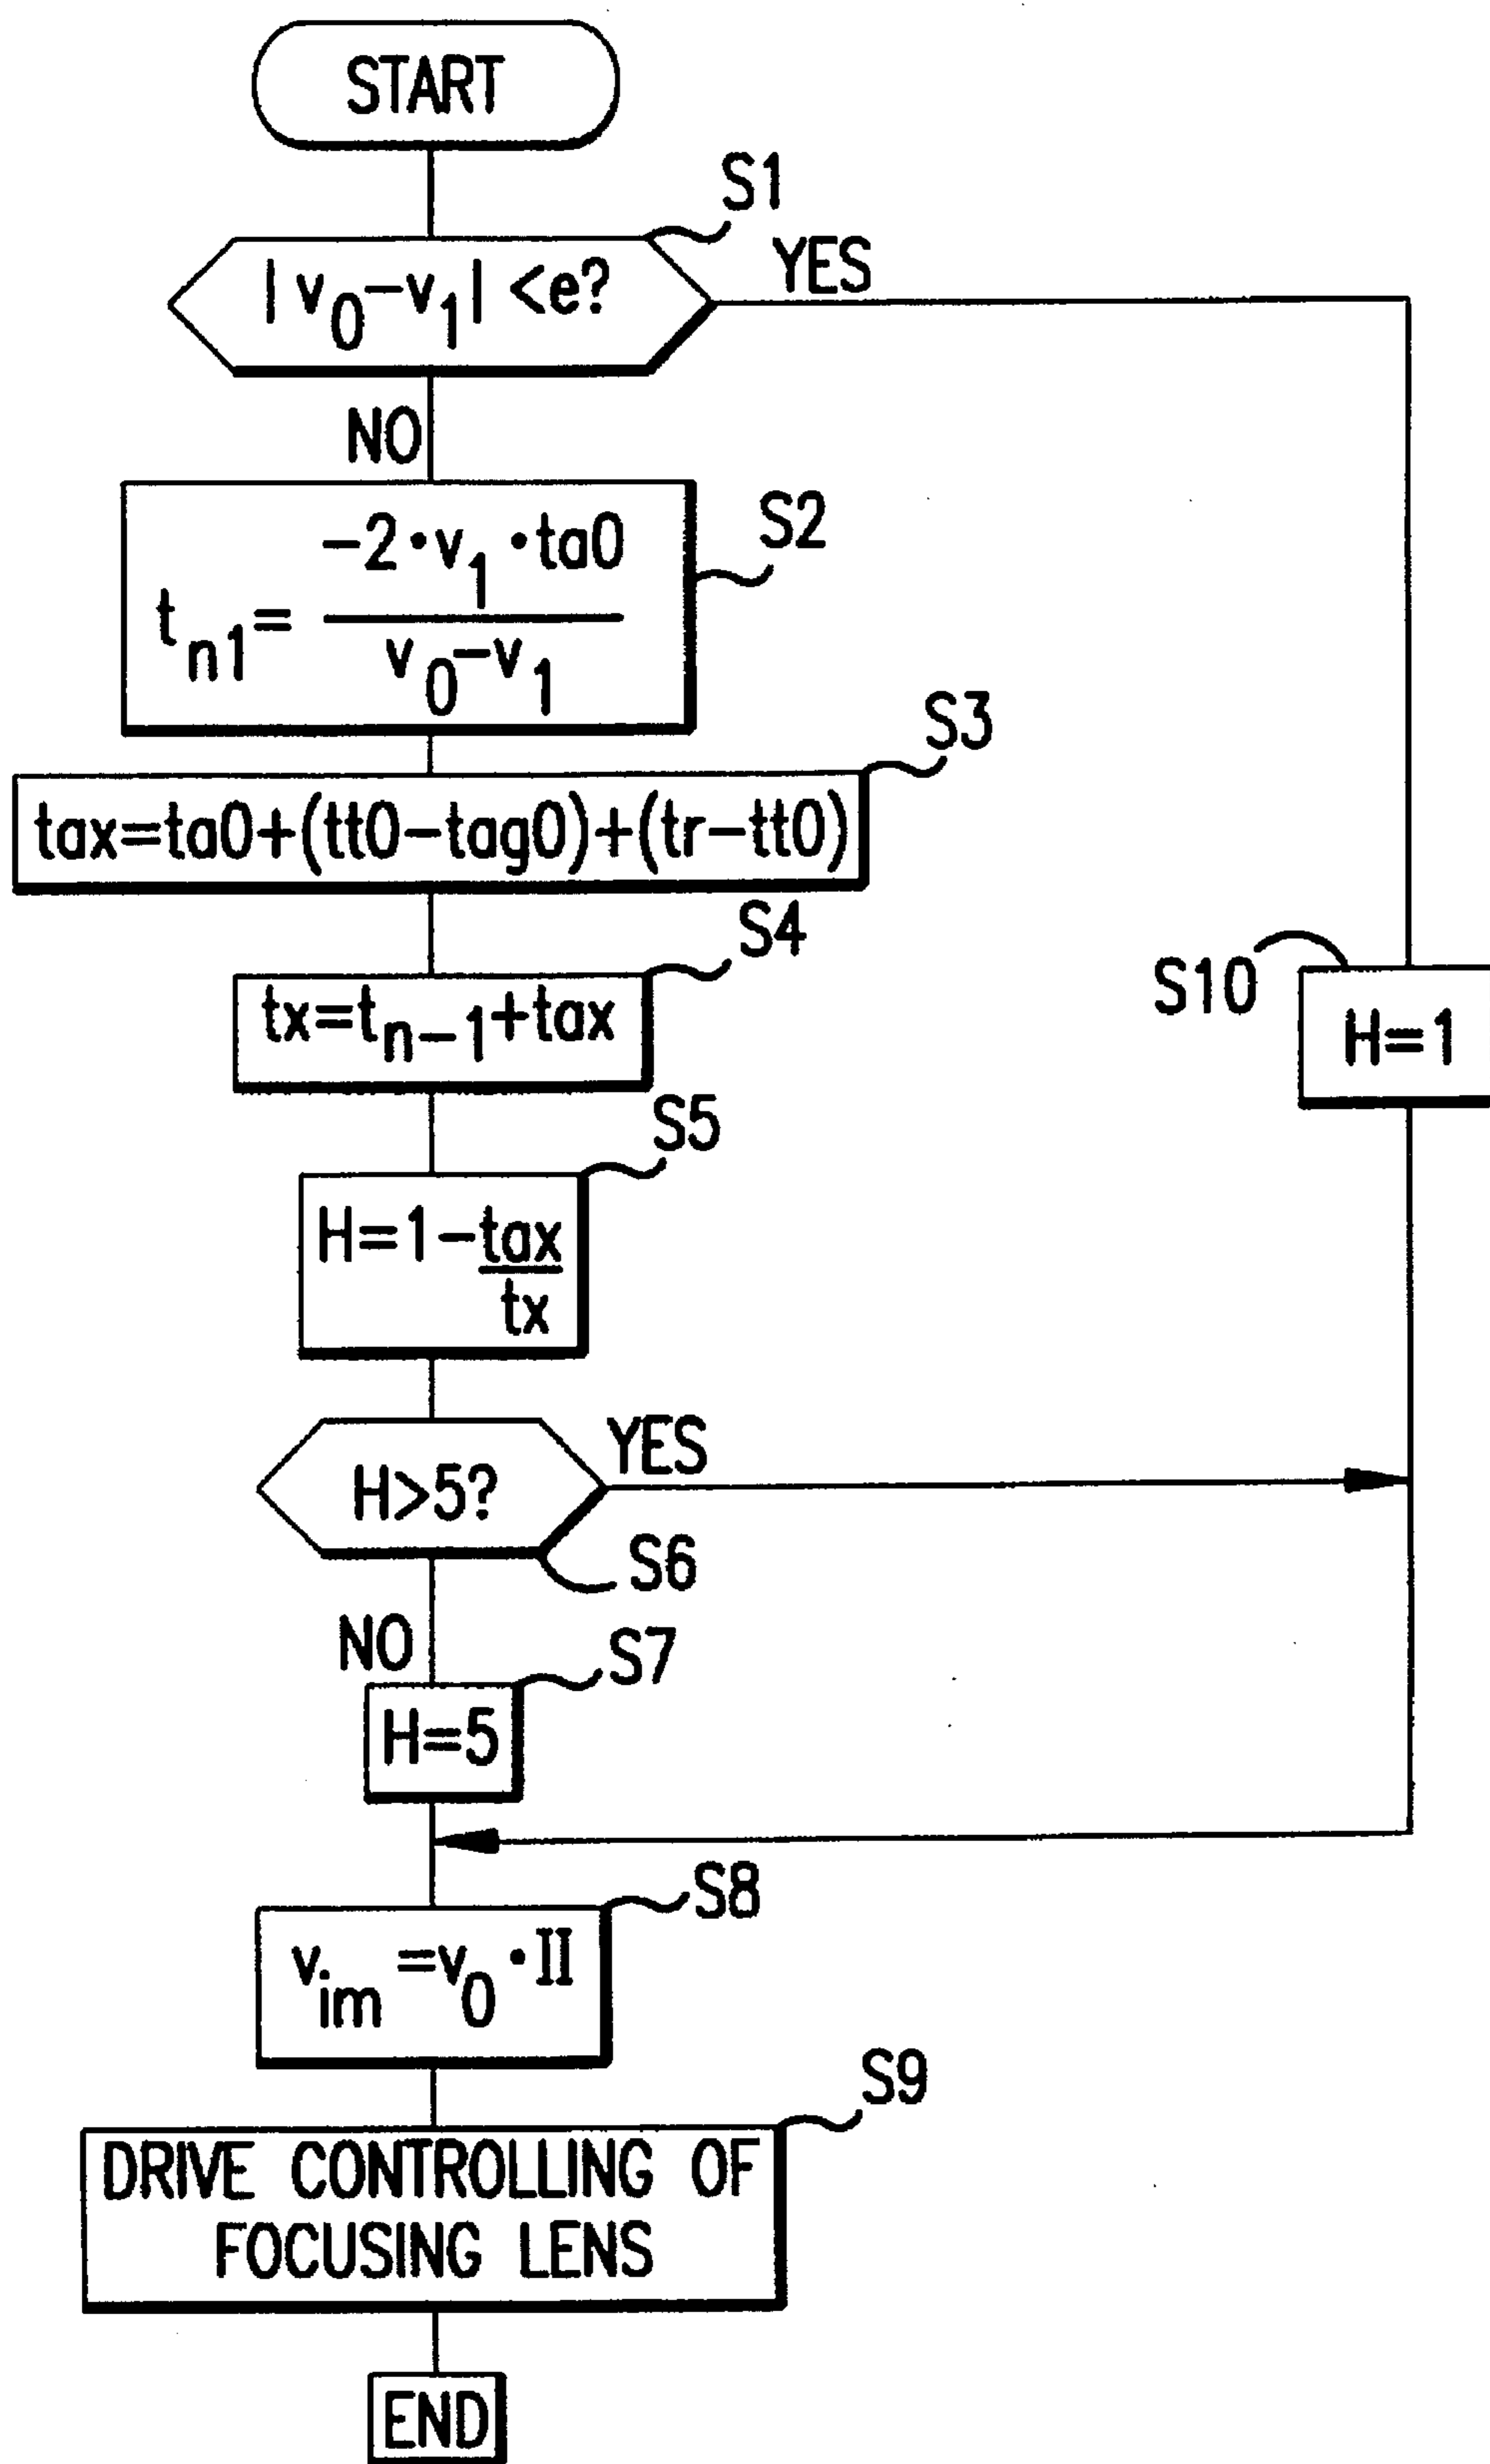 START
S1
| v₀-v₁ | <e?
YES
NO
S2
-2·v₁·ta0
tₙ₁=
v₀-v₁
S3
tax=ta0+(tt0-tag0)+(tr-tt0)
S4
tx=tₙ₋₁+tax
S10
H=1
S5
H=1-tax
tx
H>5?
YES
S6
NO
S7
H=5
S8
v_im=v₀·II
S9
DRIVE CONTROLLING OF
FOCUSING LENS
END